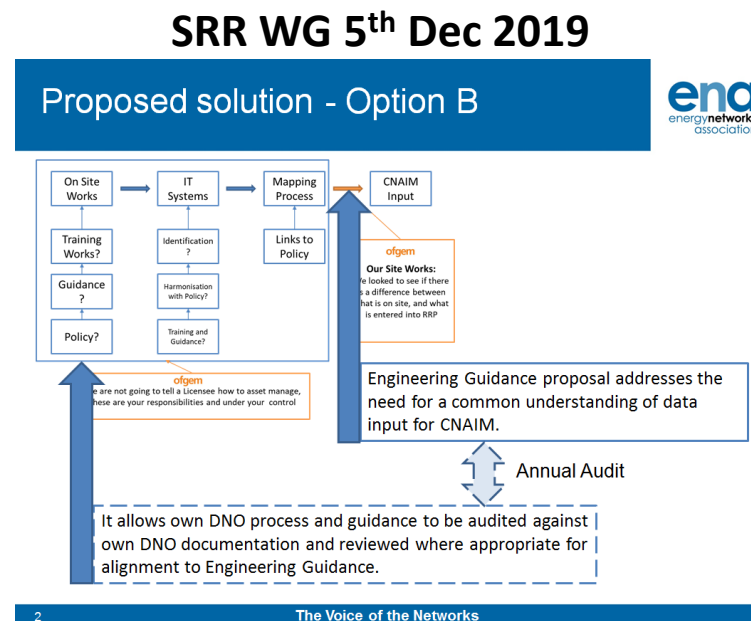 SRR WG 5th Dec 2019
Proposed solution - Option B
ena
energynetworks
association
On Site
Works
IT
Systems
Mapping
Process
CNAIM
Input
Training
Works?
Identification
?
Links to
Policy
Guidance
?
Harmonisation
with Policy?
Policy?
Training and
Guidance?
ofgem
Our Site Works:
e looked to see if there
s a difference between
hat is on site, and what
is entered into RRP
ofgem
e are not going to tell a Licensee how to asset manage,
hese are your responsibilities and under your control
Engineering Guidance proposal addresses the
need for a common understanding of data
input for CNAIM.
Annual Audit
It allows own DNO process and guidance to be audited against
own DNO documentation and reviewed where appropriate for
alignment to Engineering Guidance.
2
The Voice of the Networks